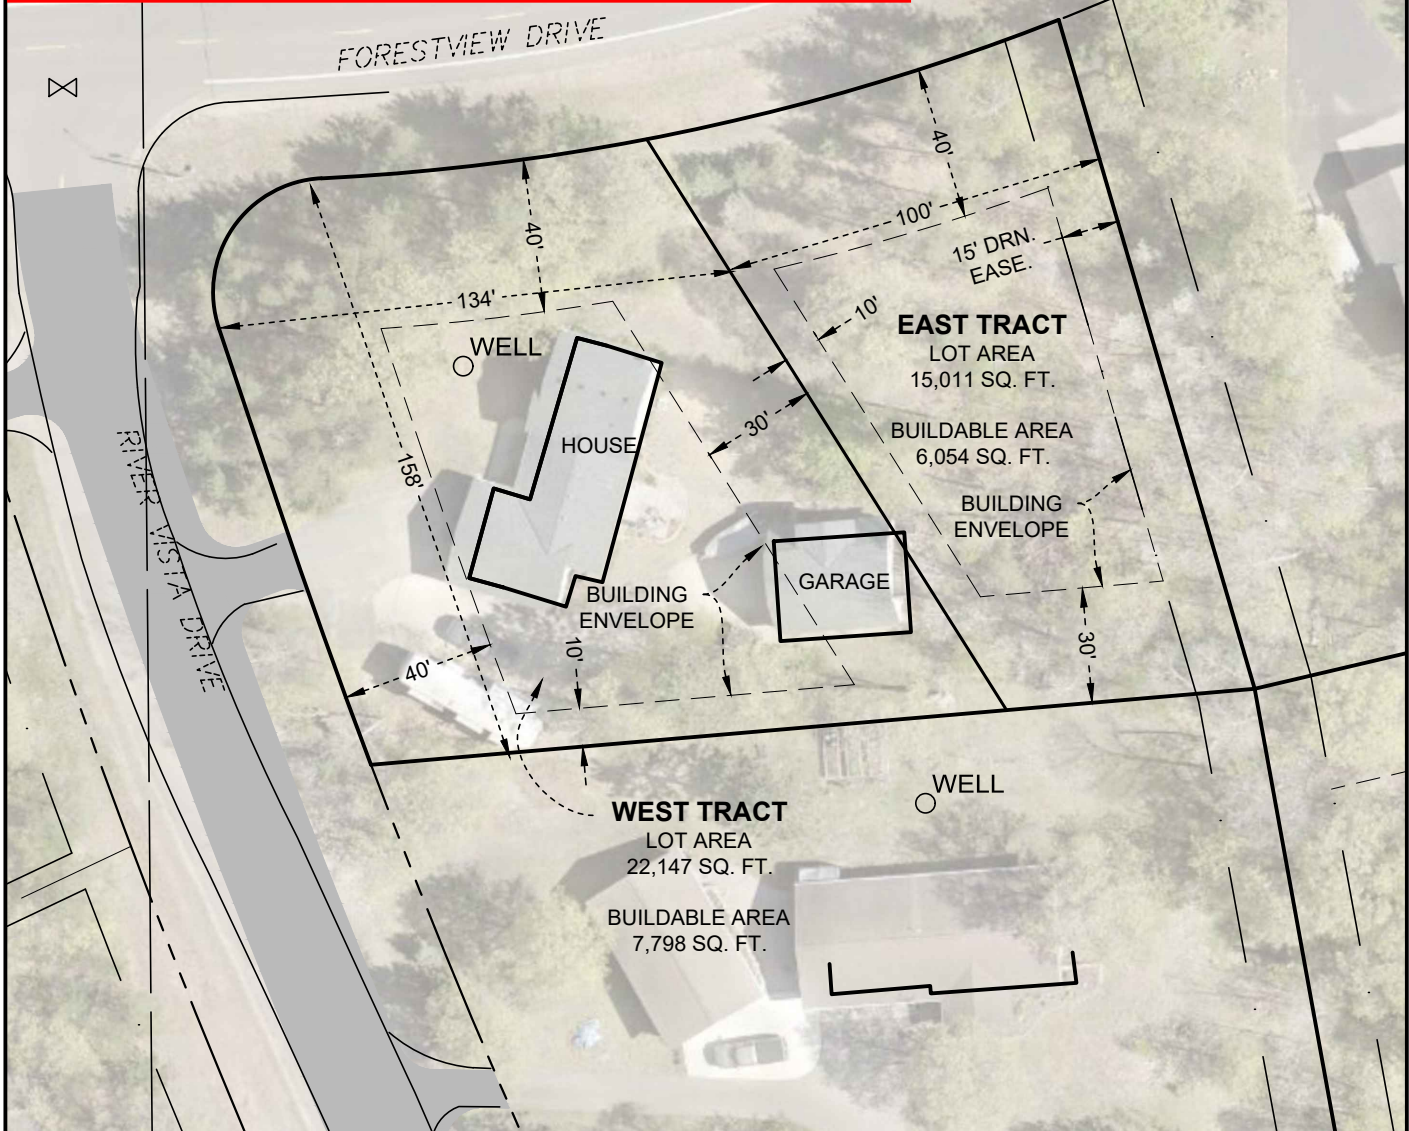 FORESTVIEW DRIVE
40'
40'
100'
15' DRN.
EASE.
134'
10'
EAST TRACT
LOT AREA
15,011 SQ. FT.
WELL
BUILDABLE AREA
6,054 SQ. FT.
30'
HOUSE
158'
RIVER VISTA DRIVE
BUILDING
ENVELOPE
GARAGE
BUILDING
ENVELOPE
10'
30'
40'
WELL
WEST TRACT
LOT AREA
22,147 SQ. FT.
BUILDABLE AREA
7,798 SQ. FT.